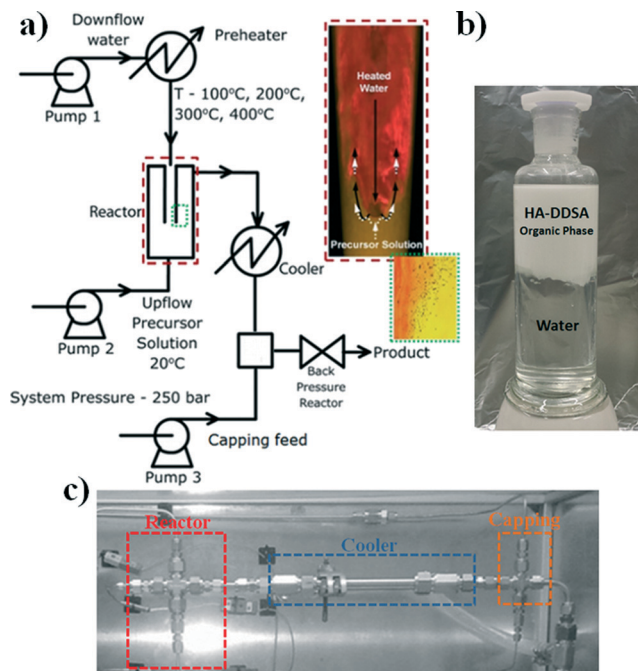 a)
Downflow
water
Preheater
Pump 1
T - 100°C, 200°C,
300°C, 400°C
Reactor
Cooler
Pump 2
Upflow
Precursor
Solution
20°C
System Pressure - 250 bar
Back
Pressure
Reactor
Product
Capping feed
Pump 3
Heated
Water
Precursor Solution
b)
HA-DDSA
Organic Phase
Water
c)
Reactor
Cooler
Capping